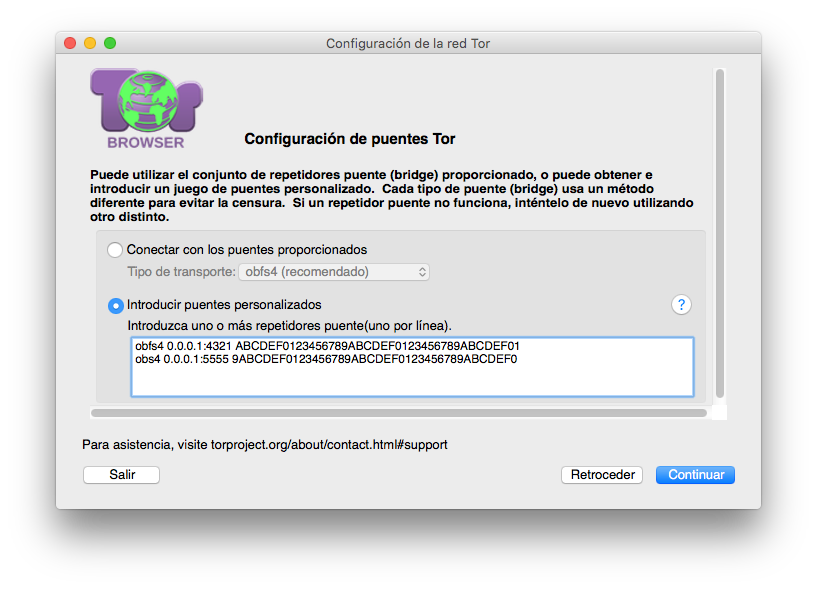 Configuración de la red Tor
Tor
BROWSER
Configuración de puentes Tor
Puede utilizar el conjunto de repetidores puente (bridge) proporcionado, o puede obtener e
introducir un juego de puentes personalizado.  Cada tipo de puente (bridge) usa un método
diferente para evitar la censura.  Si un repetidor puente no funciona, inténtelo de nuevo utilizando
otro distinto.
Conectar con los puentes proporcionados
Tipo de transporte: obfs4 (recomendado)
Introducir puentes personalizados
?
Introduzca uno o más repetidores puente(uno por línea).
obfs4 0.0.0.1:4321 ABCDEF0123456789ABCDEF0123456789ABCDEF01
obs4 0.0.0.1:5555 9ABCDEF0123456789ABCDEF0123456789ABCDEF0
Para asistencia, visite torproject.org/about/contact.html#support
Salir
Retroceder
Continuar